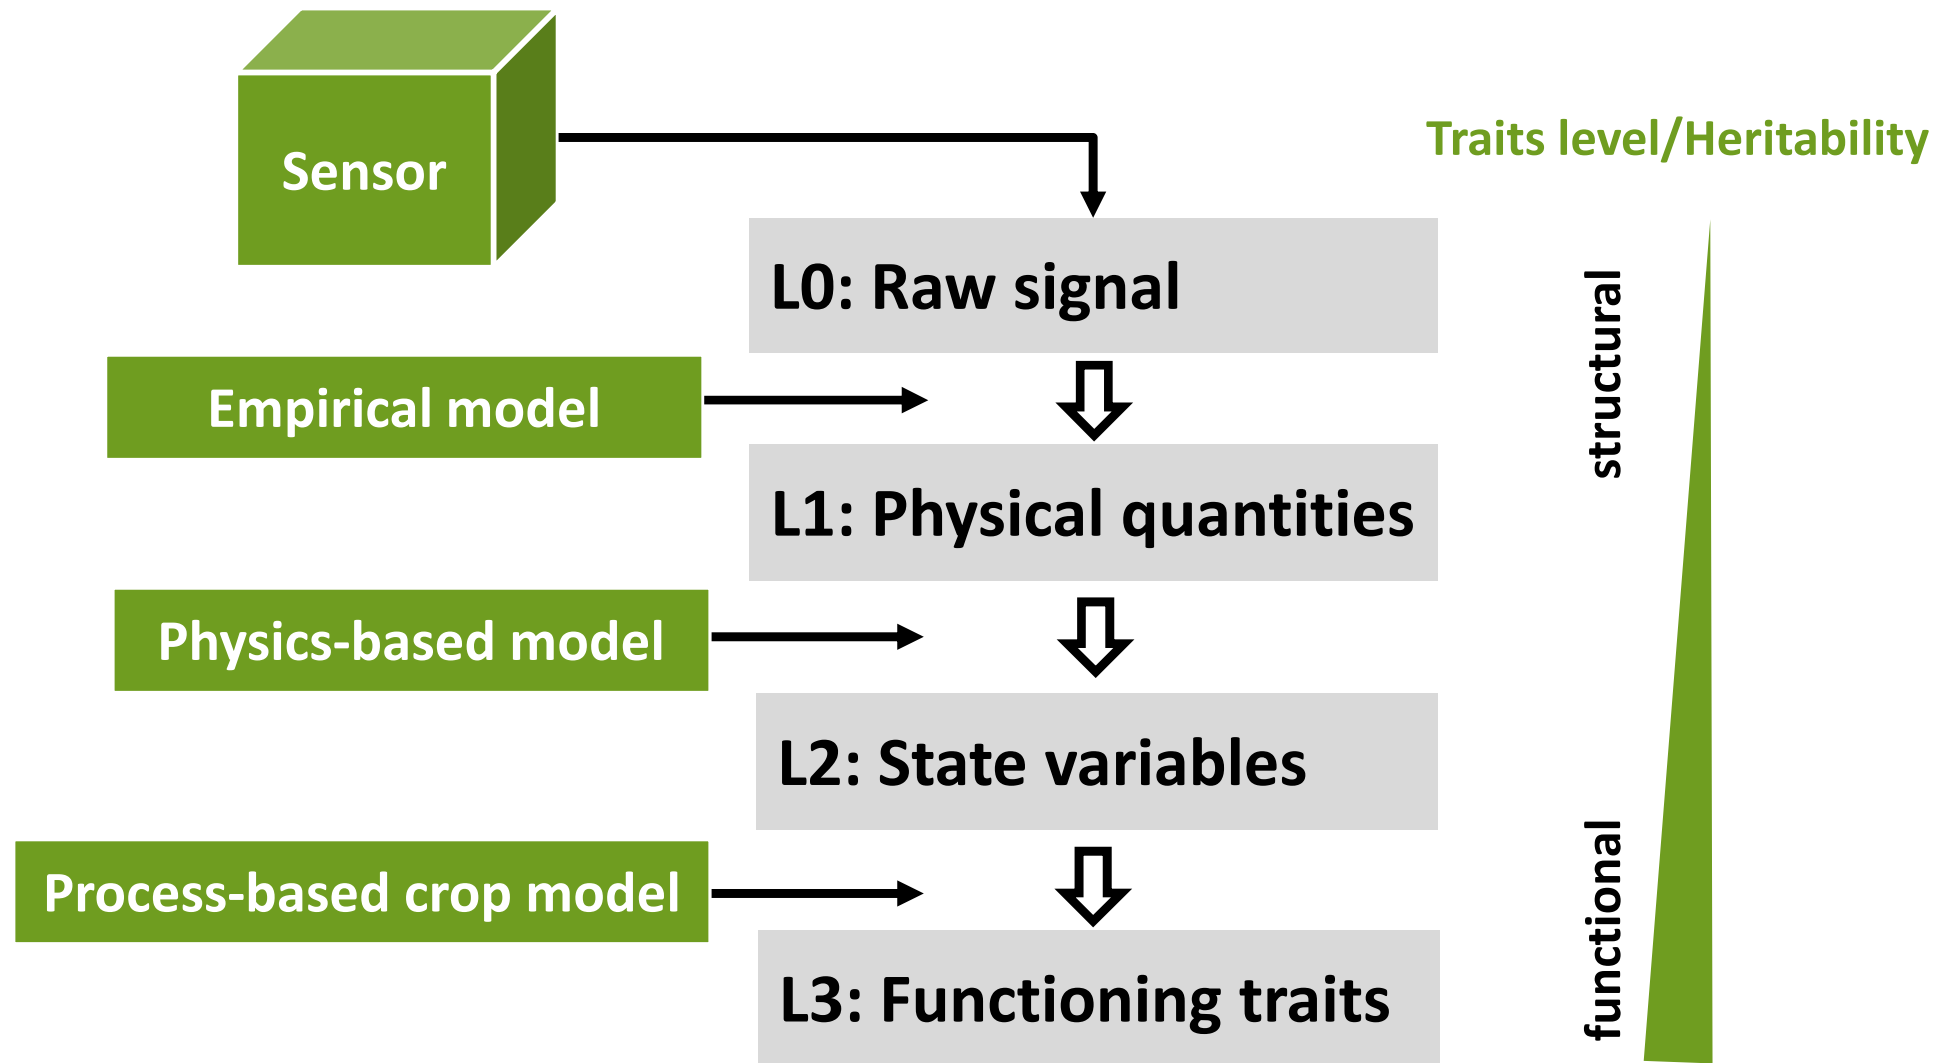 Sensor
Traits level/Heritability
L0: Raw signal
structural
Empirical model
L1: Physical quantities
Physics-based model
L2: State variables
functional
Process-based crop model
L3: Functioning traits